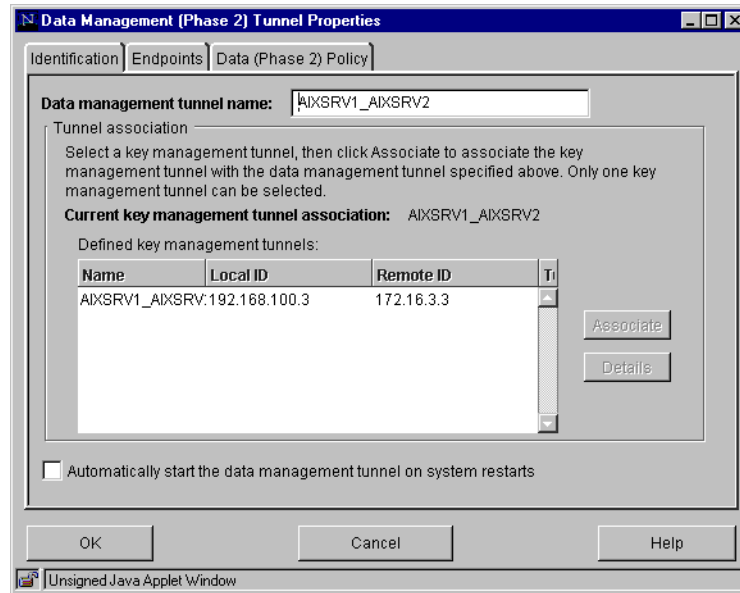 Data Management (Phase 2) Tunnel Properties
Identification Endpoints Data (Phase 2) Policy
Data management tunnel name: AIXSRV1_AIXSRV2
Tunnel association
Select a key management tunnel, then click Associate to associate the key
management tunnel with the data management tunnel specified above. Only one key
management tunnel can be selected.
Current key management tunnel association: AIXSRV1_AIXSRV2
Defined key management tunnels:
Name Local ID Remote ID
AIXSRV1_AIXSRV 192.168.100.3 172.16.3.3
Associate
Details
Automatically start the data management tunnel on system restarts
OK Cancel Help
Unsigned Java Applet Window